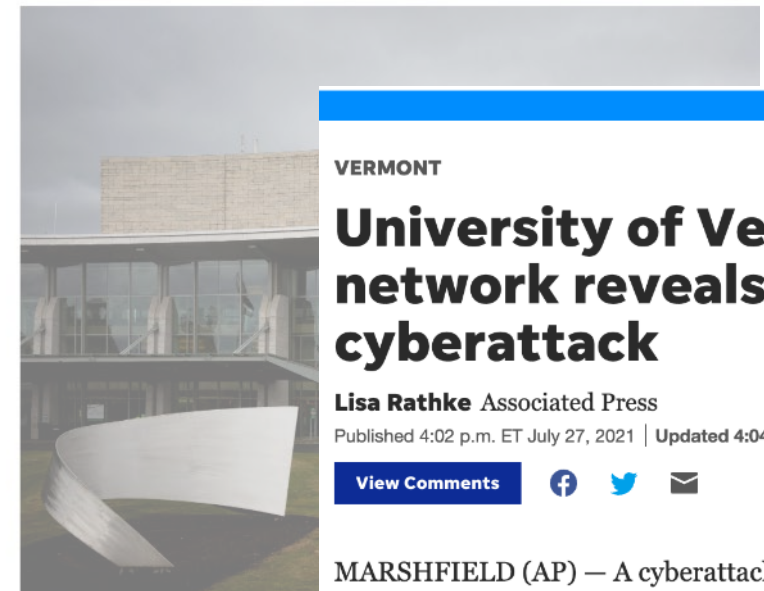 VERMONT
University of Ve
network reveals
cyberattack
Lisa Rathke Associated Press
Published 4:02 p.m. ET July 27, 2021 | Updated 4:04
View Comments
MARSHFIELD (AP) — A cyberattac